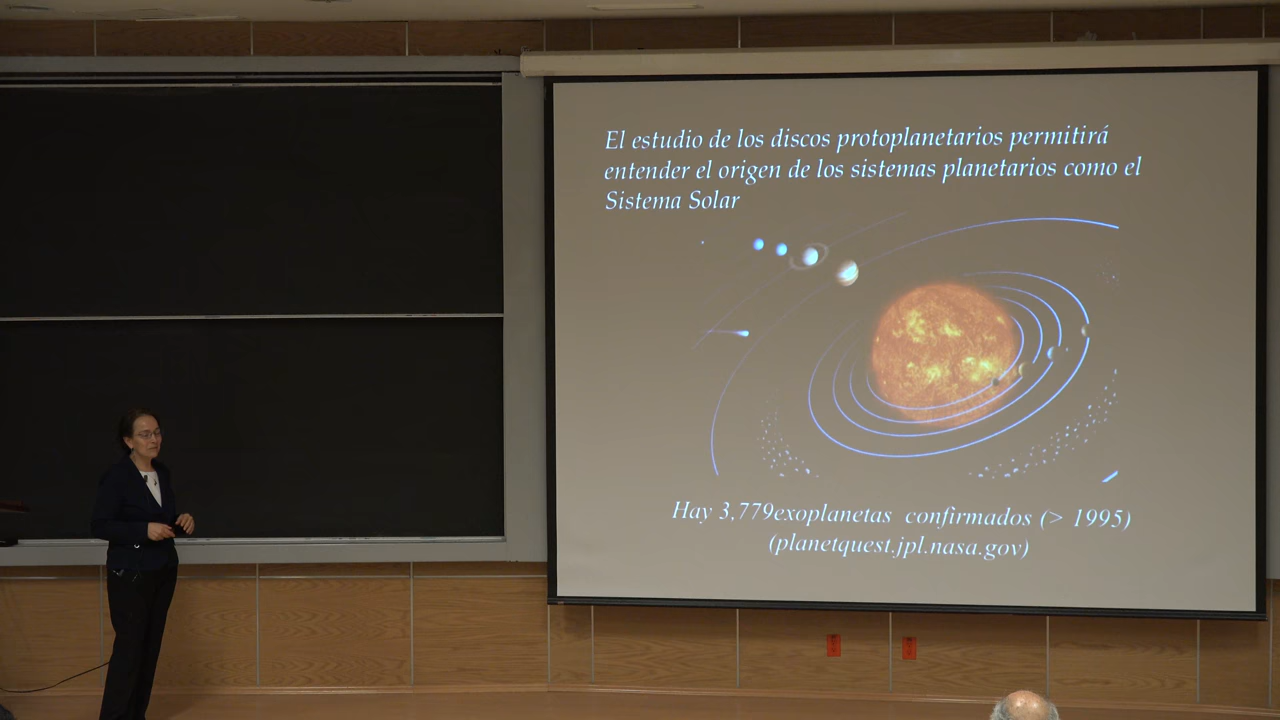 El estudio de los discos protoplanetarios permitirá
entender el origen de los sistemas planetarios como el
Sistema Solar
Hay 3,779exoplanetas confirmados (> 1995)
(planetquest.jpl.nasa.gov)